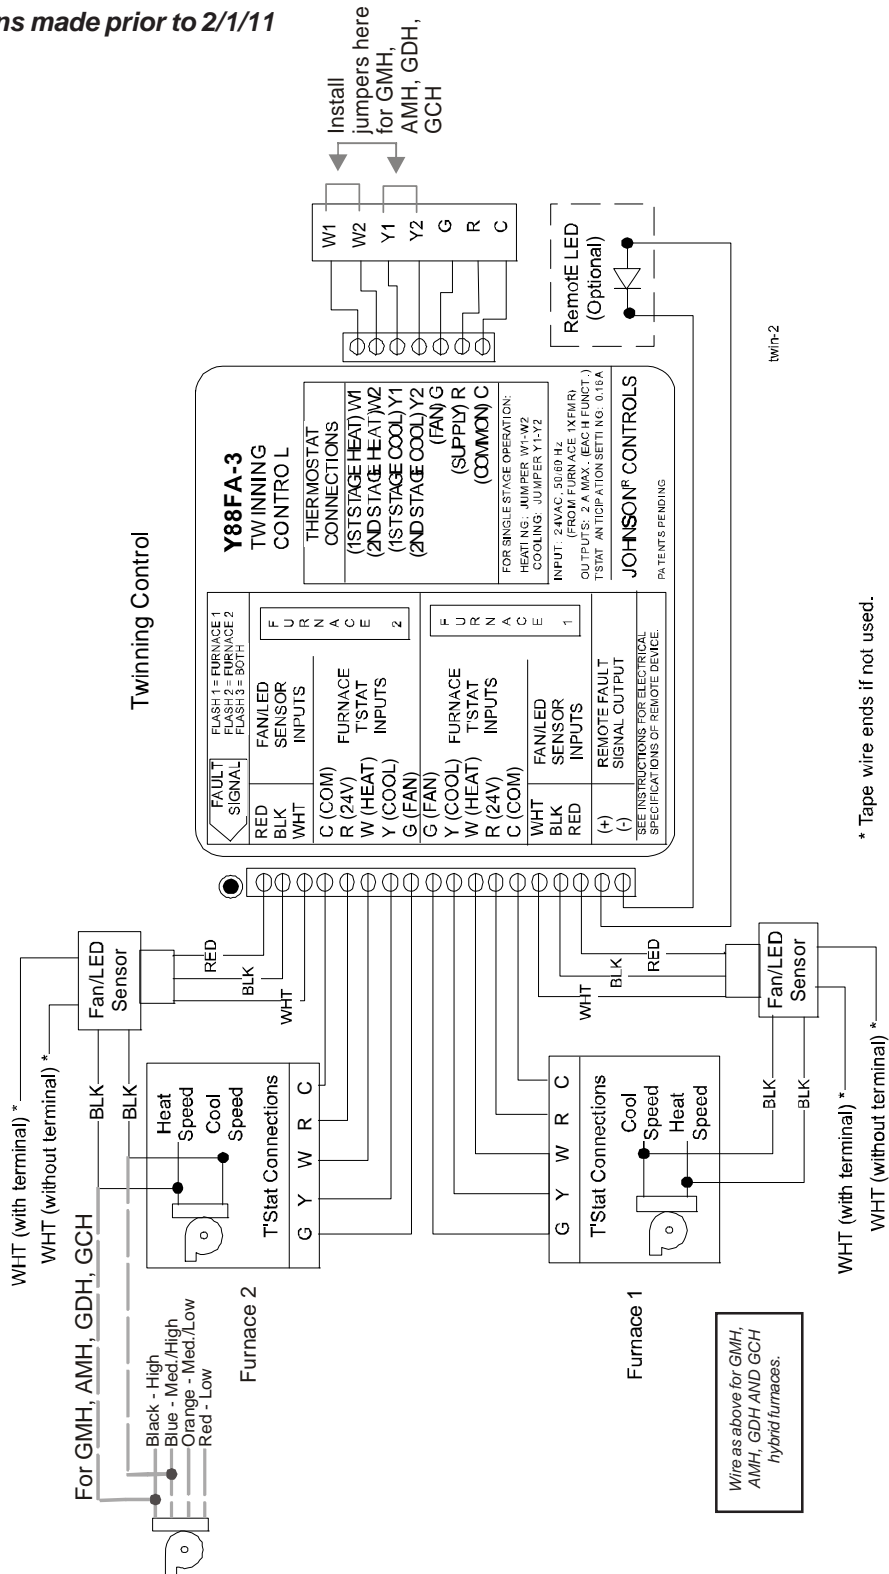 ns made prior to 2/1/11
Install
jumpers here
for GMH,
AMH, GDH,
GCH
W1
W2
Y1
Y2
G
R
C
RemotE LED
(Optional)
twin-2
Twinning Control
Y88FA-3
TWINNING
CONTROL
THERMOSTAT
CONNECTIONS
(1ST STAGE HEAT) W1
(2ND STAGE HEAT) W2
(1ST STAGE COOL) Y1
(2ND STAGE COOL) Y2
(FAN) G
(SUPPLY) R
(COMMON) C
FOR SINGLE STAGE OPERATION:
HEATING: JUMPER W1-W2
COOLING: JUMPER Y1-Y2
INPUT: 24VAC, 50/60 Hz
(FROM FURNACE 1XFMR)
OUTPUTS: 2 A MAX. (EACH FUNCT.)
T'STAT ANTICIPATION SETTING: 0.16A
JOHNSONR CONTROLS
PATENTS PENDING
FAULT
SIGNAL
FLASH 1 = FURNACE 1
FLASH 2 = FURNACE 2
FLASH 3 = BOTH
RED
BLK
WHT
FAN/LED
SENSOR
INPUTS
FURNACE 2
C (COM)
R (24V)
W (HEAT)
Y (COOL)
G (FAN)
FURNACE
T'STAT
INPUTS
G (FAN)
Y (COOL)
W (HEAT)
R (24V)
C (COM)
FURNACE
T'STAT
INPUTS
FURNACE 1
WHT
BLK
RED
FAN/LED
SENSOR
INPUTS
(+)
(-)
REMOTE FAULT
SIGNAL OUTPUT
SEE INSTRUCTIONS FOR ELECTRICAL
SPECIFICATIONS OF REMOTE DEVICE.
* Tape wire ends if not used.
Fan/LED
Sensor
RED
BLK
WHT
WHT (with terminal) *
WHT (without terminal) *
BLK
BLK
Heat
Speed
Cool
Speed
T'Stat Connections
G Y W R C
Furnace 2
For GMH, AMH, GDH, GCH
Black - High
Blue - Med./High
Orange - Med./Low
Red - Low
WHT
BLK
RED
Fan/LED
Sensor
BLK
BLK
WHT (with terminal) *
WHT (without terminal) *
G Y W R C
T'Stat Connections
Cool
Speed
Heat
Speed
Furnace 1
Wire as above for GMH,
AMH, GDH AND GCH
hybrid furnaces.